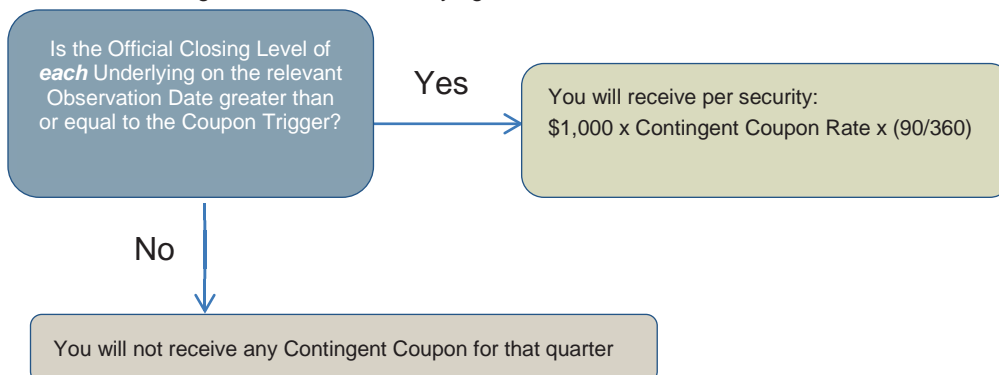 Is the Official Closing Level of
each Underlying on the relevant
Observation Date greater than
or equal to the Coupon Trigger?
Yes
You will receive per security:
$1,000 x Contingent Coupon Rate x (90/360)
No
You will not receive any Contingent Coupon for that quarter